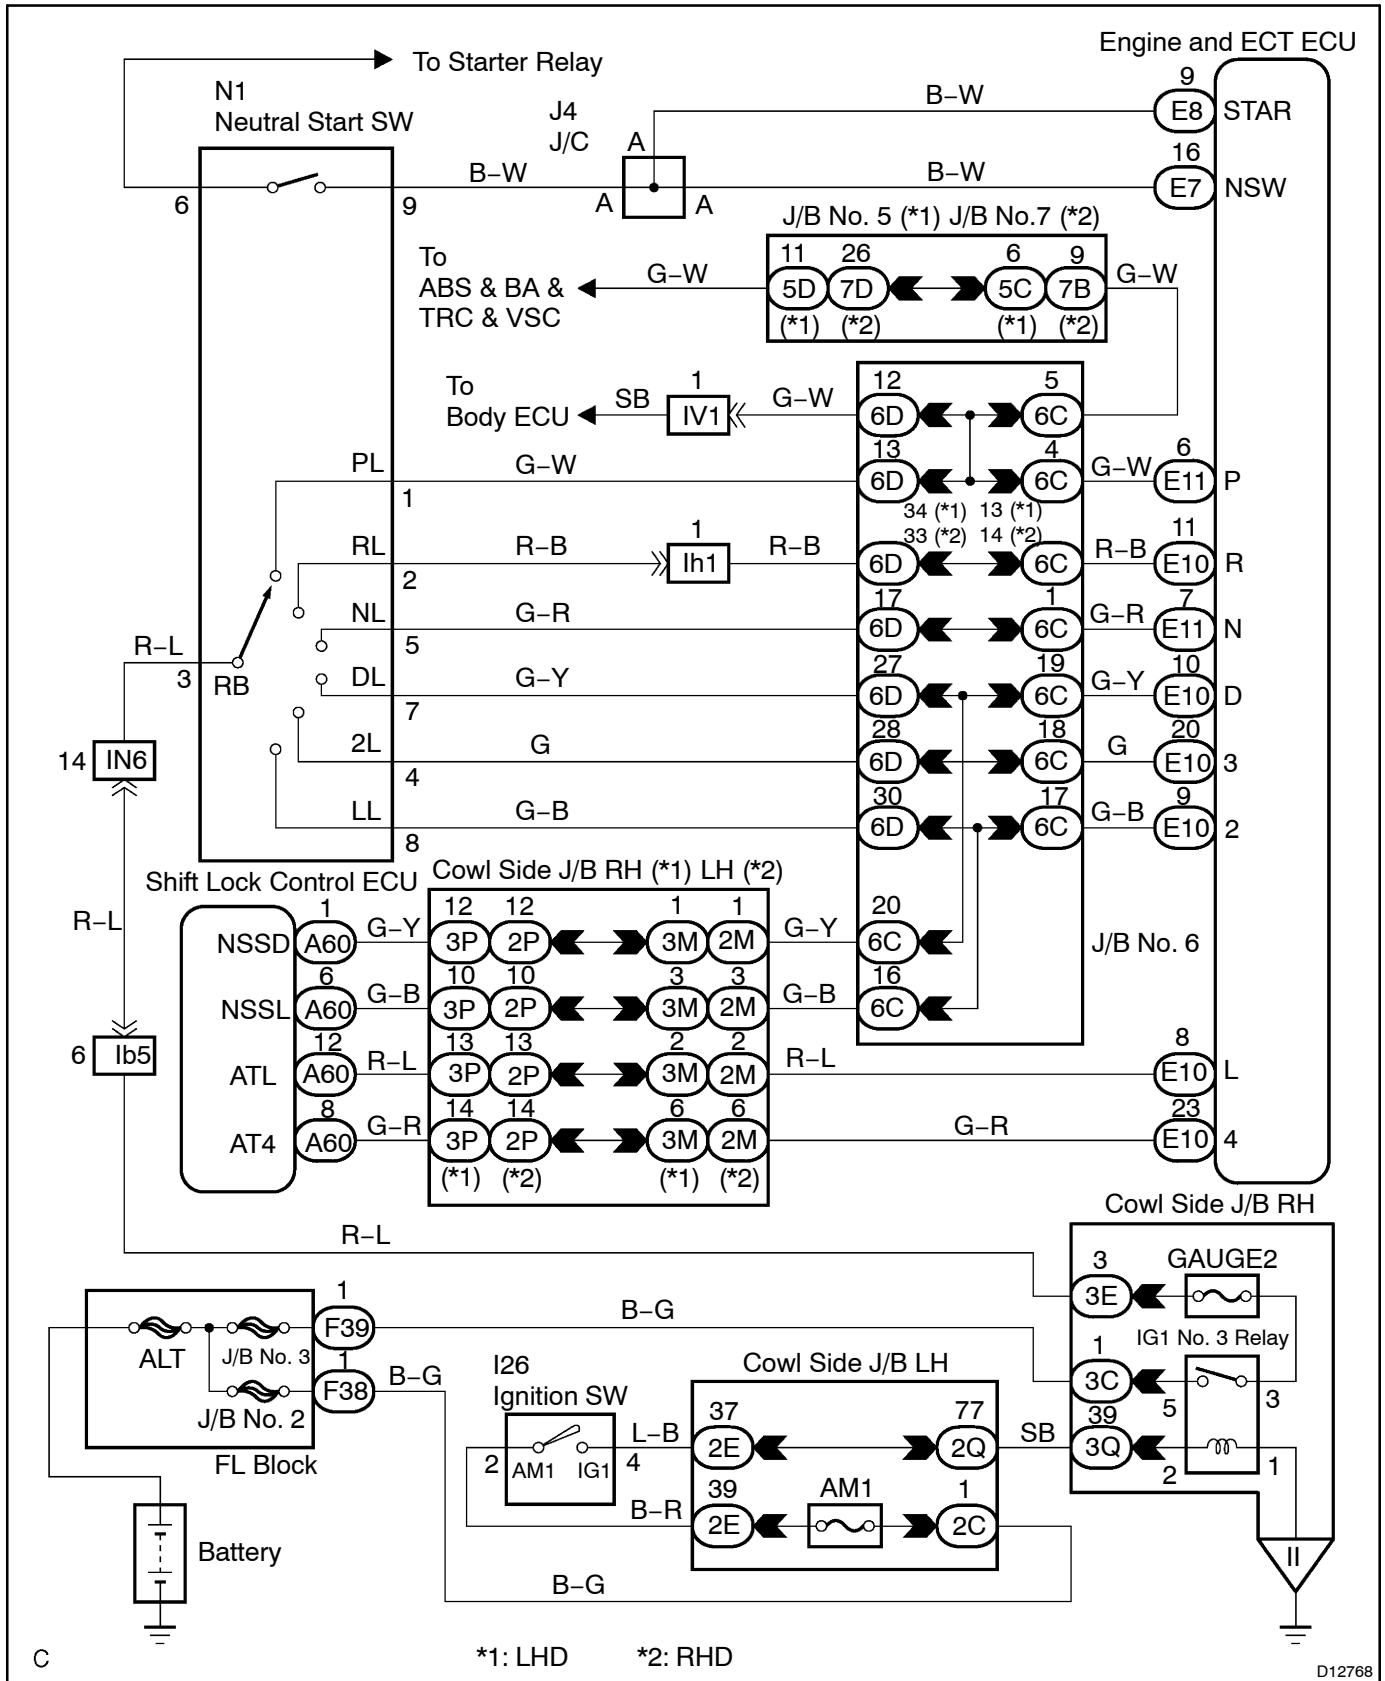 Engine and ECT ECU
To Starter Relay
9
N1
Neutral Start SW
J4
J/C
A
B–W
E8
STAR
16
B–W
B–W
E7
NSW
6
9
A
A
J/B No. 5 (*1) J/B No.7 (*2)
To
ABS & BA &
TRC & VSC
G–W
11
26
6
9
G–W
5D
7D
5C
7B
(*1)
(*2)
(*1)
(*2)
To
Body ECU
SB
1
IV1
G–W
12
5
6D
6C
PL
G–W
13
4
G–W
6
1
6D
6C
E11
P
34 (*1)
13 (*1)
33 (*2)
14 (*2)
RL
R–B
1
Ih1
R–B
R–B
11
2
6D
6C
E10
R
NL
G–R
17
1
G–R
7
5
6D
6C
E11
N
R–L
3
RB
DL
G–Y
27
19
G–Y
10
7
6D
6C
E10
D
14
IN6
2L
G
28
18
G
20
4
6D
6C
E10
3
LL
G–B
30
17
G–B
9
8
6D
6C
E10
2
Shift Lock Control ECU
Cowl Side J/B RH (*1) LH (*2)
R–L
1
12
12
1
1
20
NSSD
A60
G–Y
3P
2P
3M
2M
G–Y
6C
J/B No. 6
6
10
10
3
3
16
NSSL
A60
G–B
3P
2P
3M
2M
G–B
6C
6
Ib5
12
13
13
2
2
8
ATL
A60
R–L
3P
2P
3M
2M
R–L
E10
L
8
14
14
6
6
23
AT4
A60
G–R
3P
2P
3M
2M
G–R
E10
4
(*1)
(*2)
(*1)
(*2)
Cowl Side J/B RH
R–L
3
GAUGE2
3E
1
B–G
F39
ALT
J/B No. 3
IG1 No. 3 Relay
1
3C
5
3
1
F38
B–G
J/B No. 2
FL Block
I26
Ignition SW
Cowl Side J/B LH
37
77
39
L–B
2E
2Q
SB
3Q
2
AM1
IG1
4
2
1
39
AM1
1
B–R
2E
2C
II
Battery
B–G
C
*1: LHD
*2: RHD
D12768